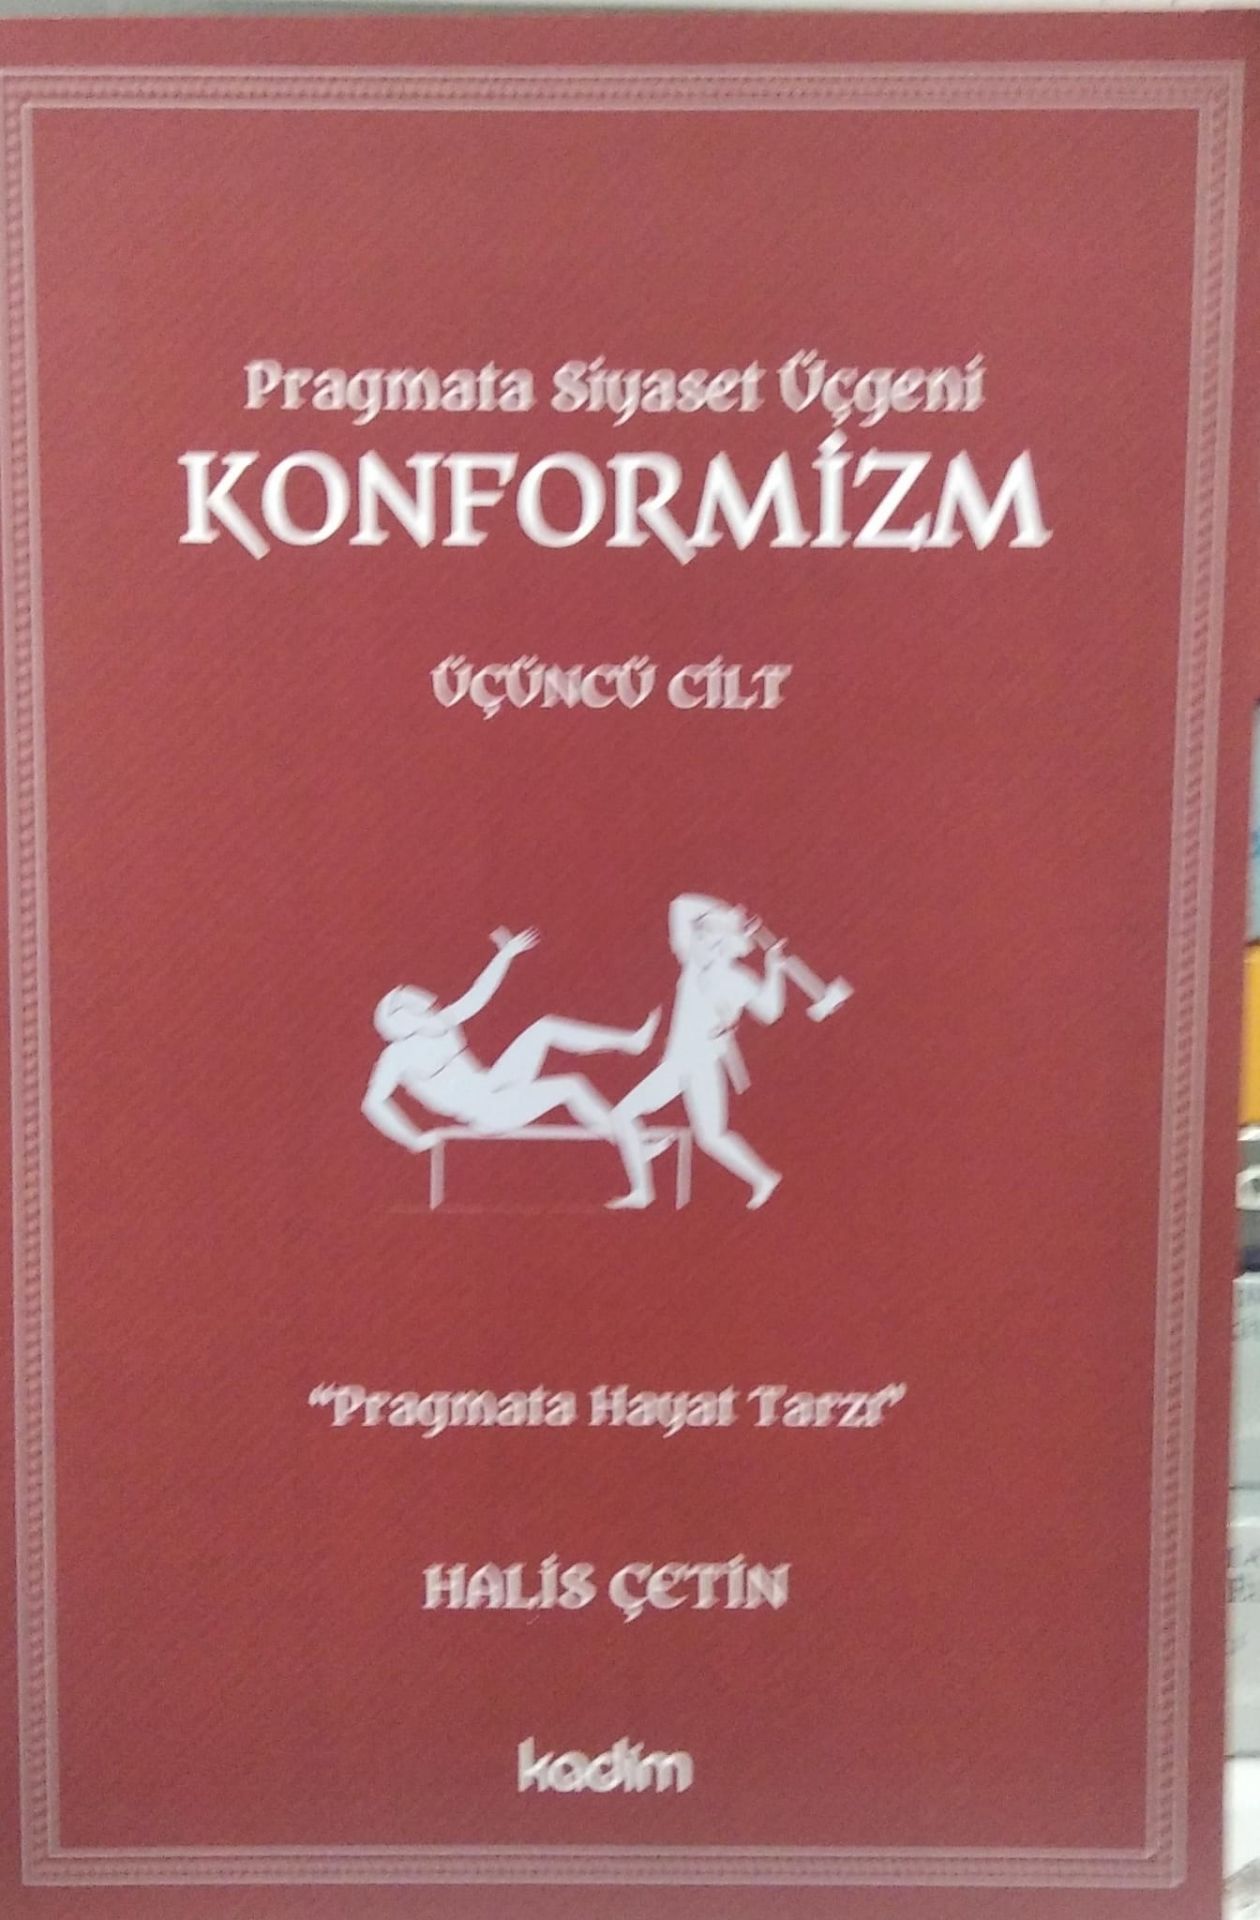 Pragmata Siyaset Üçgeni
KONFORMİZM
ÜÇÜNCÜ CİLT
“Pragmata Hayat Tarzı”
HALİS ÇETİN
kadim